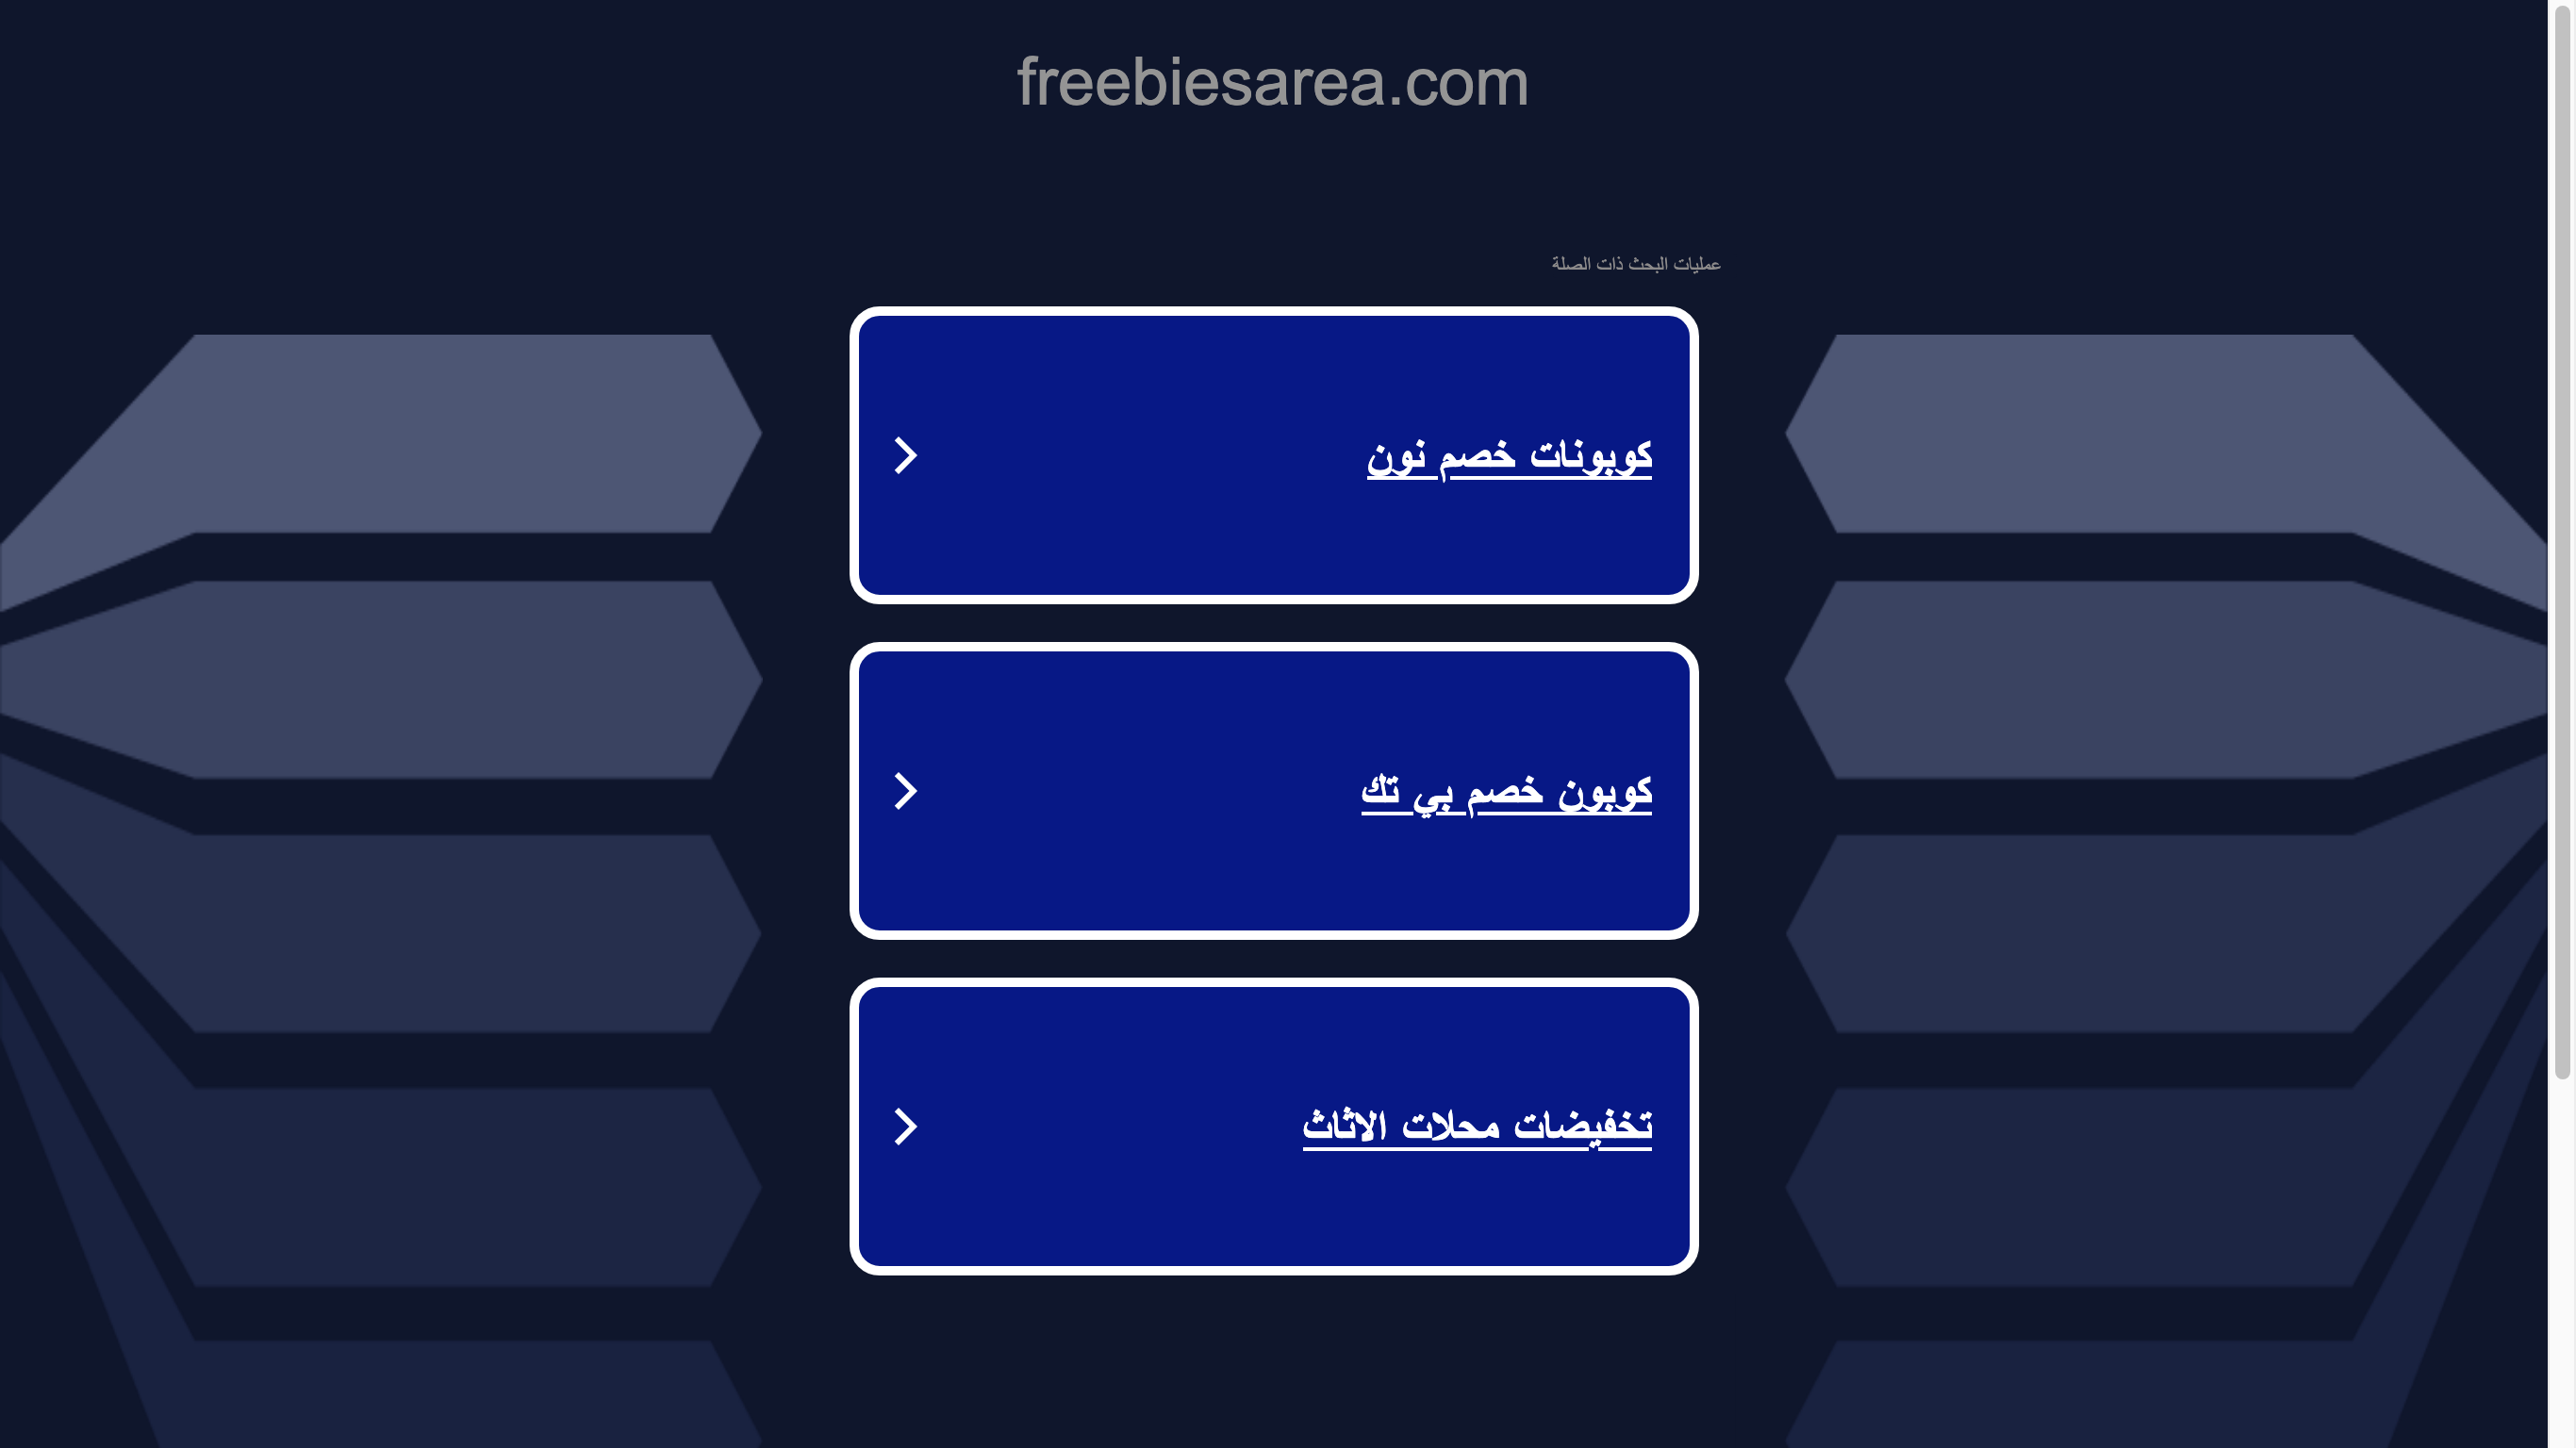 freebiesarea.com
عمليات البحث ذات الصلة
كوبونات خصم نون
كوبون خصم بي تك
تخفيضات محلات الاثاث